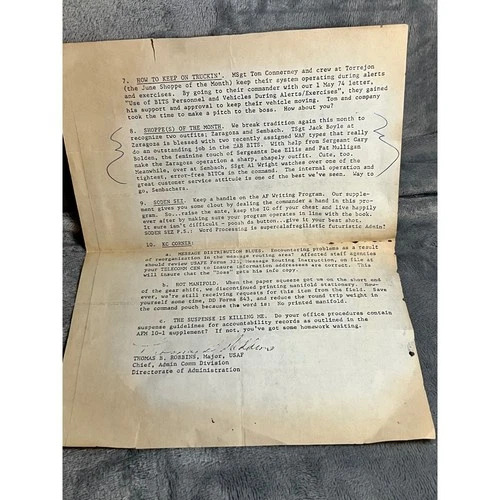 7. HOW TO KEEP ON TRUCKIN'. MSgt Tom Connerney and crew at Torrejon
(the June Shoppe of the Month) keep their system operating during alerts
and exercises. By going to their commander with our 1 May 74 letter,
"Use of BITS Personnel and Vehicles During Alerts/Exercises", they gained
his support and approval to keep their vehicle moving. Tom and company
took the time to make a pitch to the boss. How about you?
8. SHOPPE(S) OF THE MONTH. We break tradition again this month to
recognize two outfits; Zaragoza and Sembach. TSgt Jack Boyle at
Zaragoza is blessed with two recently assigned WAF types that really
do an outstanding job in the ZAB BITS. With help from Sergeant Gary
Bolden, the feminine touch of Sergeants Dee Ellis and Pat Mulligan
make the Zaragoza operation a sharp, shapely outfit. Cute, too.
Meanwhile, over at Sembach, SSgt Al Wright watches over one of the
tightest, error-free BITCs in the command. The internal operation and
great customer service attitude is one of the best we've seen. Way to
go, Sembachers.
9. SODEN SEZ. Keep a handle on the AF Writing Program. Our supple-
ment gives you some clout by dealing the commander a hand in this pro-
gram. So...raise the ante, keep the IG off your chest and live happily
ever after by making sure your program operates in line with the book.
It sure isn't difficult - pooch da button...give it your best shot.
SODEN SEZ P.S.: Word Processing is supercalafragilistic futuristic Admin?
10. RC CORNER:
a. MESSAGE DISTRIBUTION BLUES. Encountering problems as a result
of reorganization in the message routing area? Affected staff agencies
should revise USAFE Forms 321, Message Routing Instruction, on file at
your TELECOM CEN to insure information addressees are correct. This
will insure that the "Boss" gets his info copy.
b. HOT MANIFOLD. When the paper squeeze got us on the short end
of the gear shift, we discontinued printing manifold stationery. How-
ever, we're still receiving requests for this item from the field. Save
yourself some time, DD Forms 843, and reduce the round trip weight in
the command pouch because the word is: No printed manifold.
c. THE SUSPENSE IS KILLING ME. Do your office procedures contain
suspense guidelines for accountability records as outlined in the
AFM 10-1 supplement? If not, you've got some homework waiting.
THOMAS B. ROBBINS, Major, USAF
Chief, Admin Comm Division
Directorate of Administration